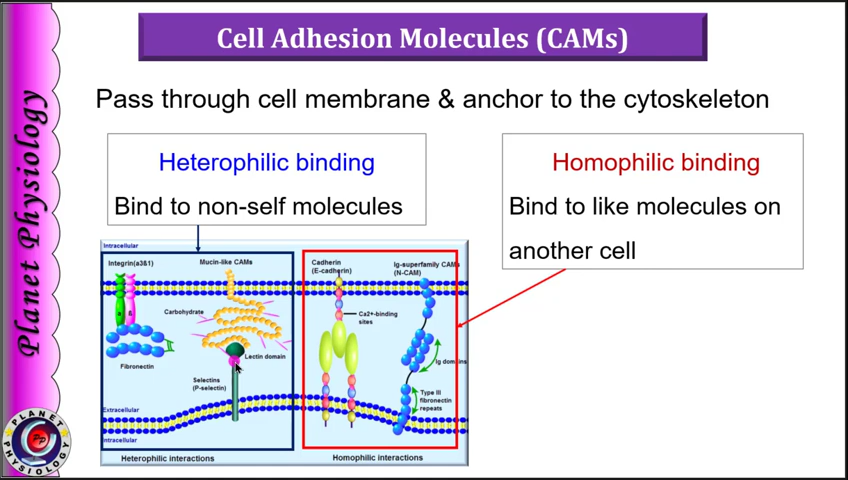 Cell Adhesion Molecules (CAMs)
Pass through cell membrane & anchor to the cytoskeleton
Heterophilic binding
Bind to non-self molecules
Homophilic binding
Bind to like molecules on
another cell
Intracellular
Integrin(a3ß1)
Mucin-like CAMs
Carbohydrate
a ß
Fibronectin
Lectin domain
Selectins
(P-selectin)
Extracellular
Intracellular
Heterophilic interactions
Cadherin
(E-cadherin)
Ig-superfamily CAMs
(N-CAM)
Ca2+-binding
sites
Ig domains
Type III
fibronectin
repeats
Homophilic interactions
Planet Physiology
PLANET
PP
PHYSIOLOGY